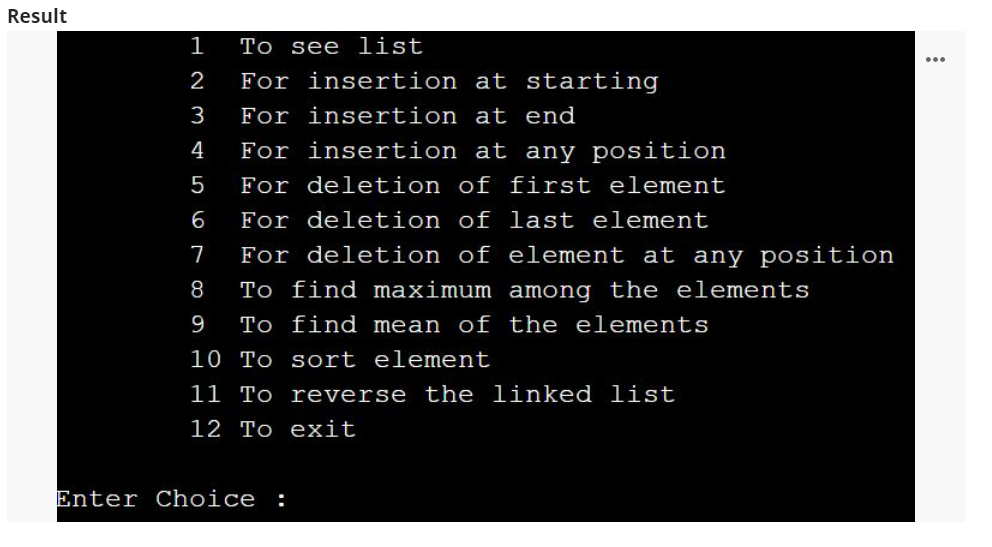 Result
1 To see list
2 For insertion at starting
3 For insertion at end
4 For insertion at any position
5 For deletion of first element
6 For deletion of last element
7 For deletion of element at any position
8 To find maximum among the elements
9 To find mean of the elements
10 To sort element
11 To reverse the linked list
12 To exit
Enter Choice :